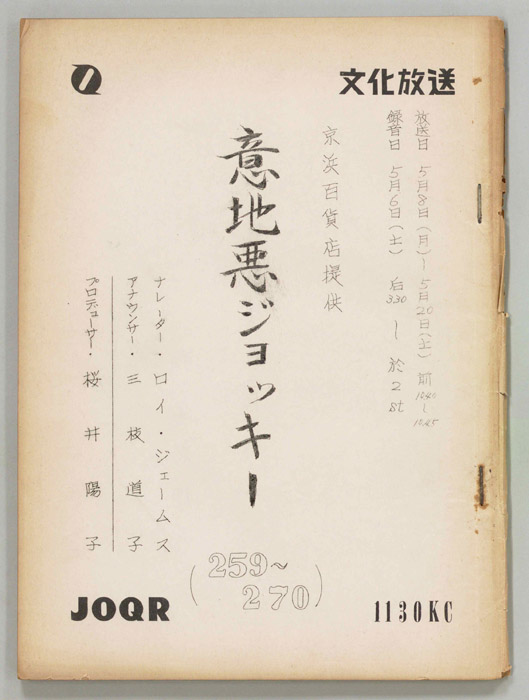 文化放送
放送日 5月8日(月)~5月20日(土) 前10:40~10:45
録音日 5月6日(土) 后3:30~ 於2st
京浜百貨店提供
意地悪ジョッキー
(259~270)
ナレーター・ロイ・ジェームス
アナウンサー・三枝道子
プロデューサー・桜井陽子
JOQR
1130KC